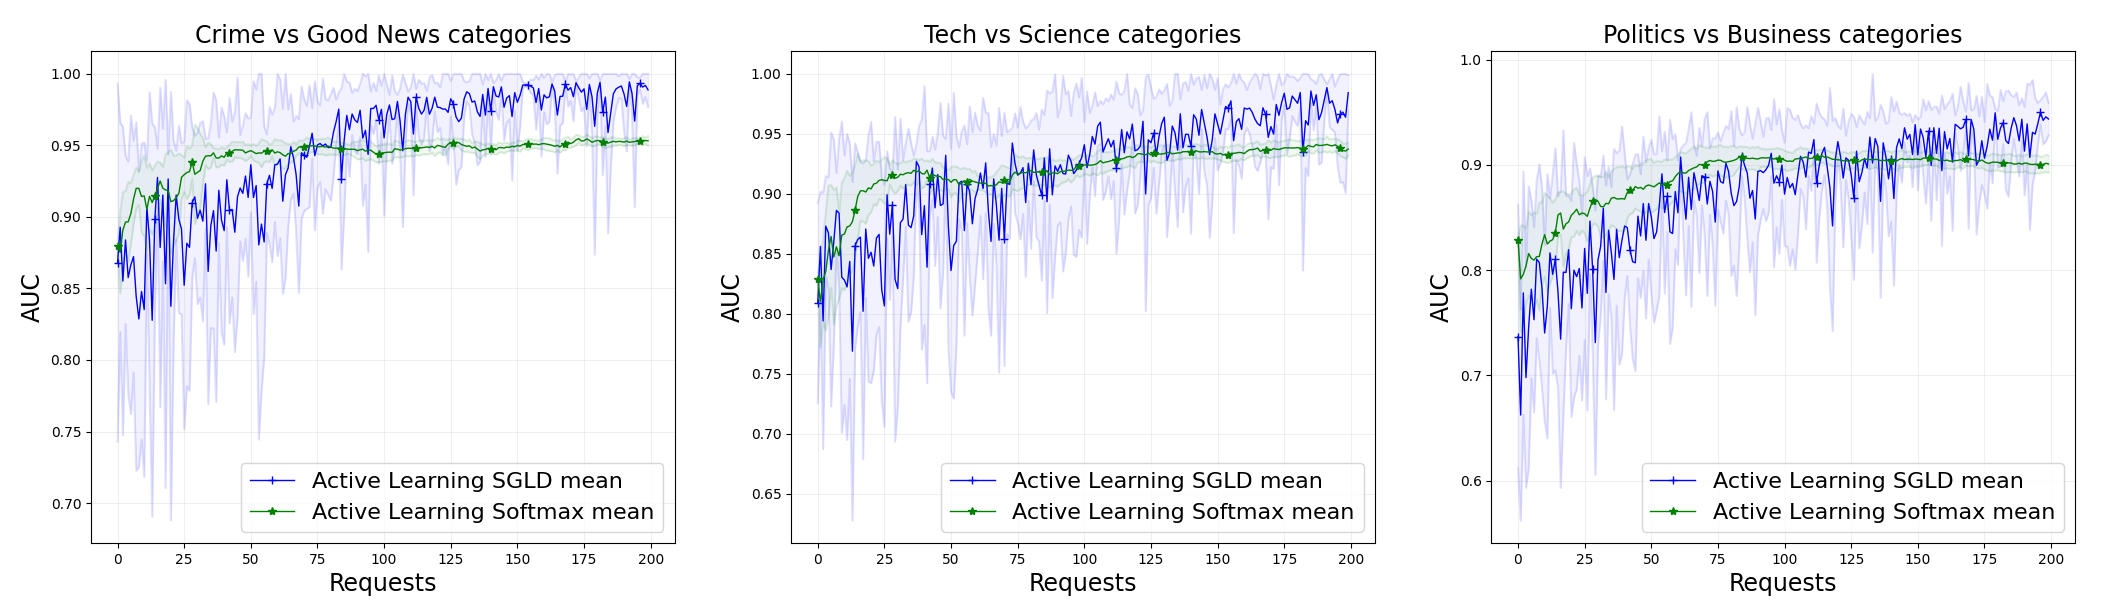 Crime vs Good News categories
AUC
1.00
0.95
0.90
0.85
0.80
0.75
0.70
Active Learning SGLD mean
Active Learning Softmax mean
0 25 50 75 100 125 150 175 200
Requests
Tech vs Science categories
AUC
1.00
0.95
0.90
0.85
0.80
0.75
0.70
0.65
Active Learning SGLD mean
Active Learning Softmax mean
0 25 50 75 100 125 150 175 200
Requests
Politics vs Business categories
AUC
1.0
0.9
0.8
0.7
0.6
Active Learning SGLD mean
Active Learning Softmax mean
0 25 50 75 100 125 150 175 200
Requests